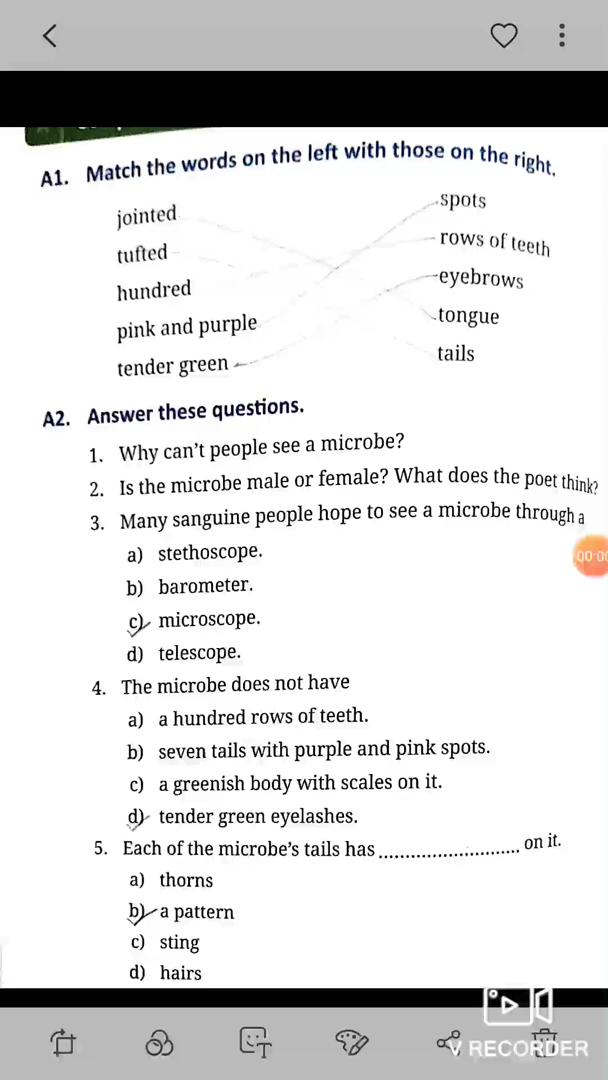 A1. Match the words on the left with those on the right.
jointed
tufted
hundred
pink and purple
tender green
spots
rows of teeth
eyebrows
tongue
tails
A2. Answer these questions.
1. Why can't people see a microbe?
2. Is the microbe male or female? What does the poet think?
3. Many sanguine people hope to see a microbe through a
a) stethoscope.
b) barometer.
c) microscope.
d) telescope.
4. The microbe does not have
a) a hundred rows of teeth.
b) seven tails with purple and pink spots.
c) a greenish body with scales on it.
d) tender green eyelashes.
5. Each of the microbe's tails has .......................... on it.
a) thorns
b) a pattern
c) sting
d) hairs
V RECORDER